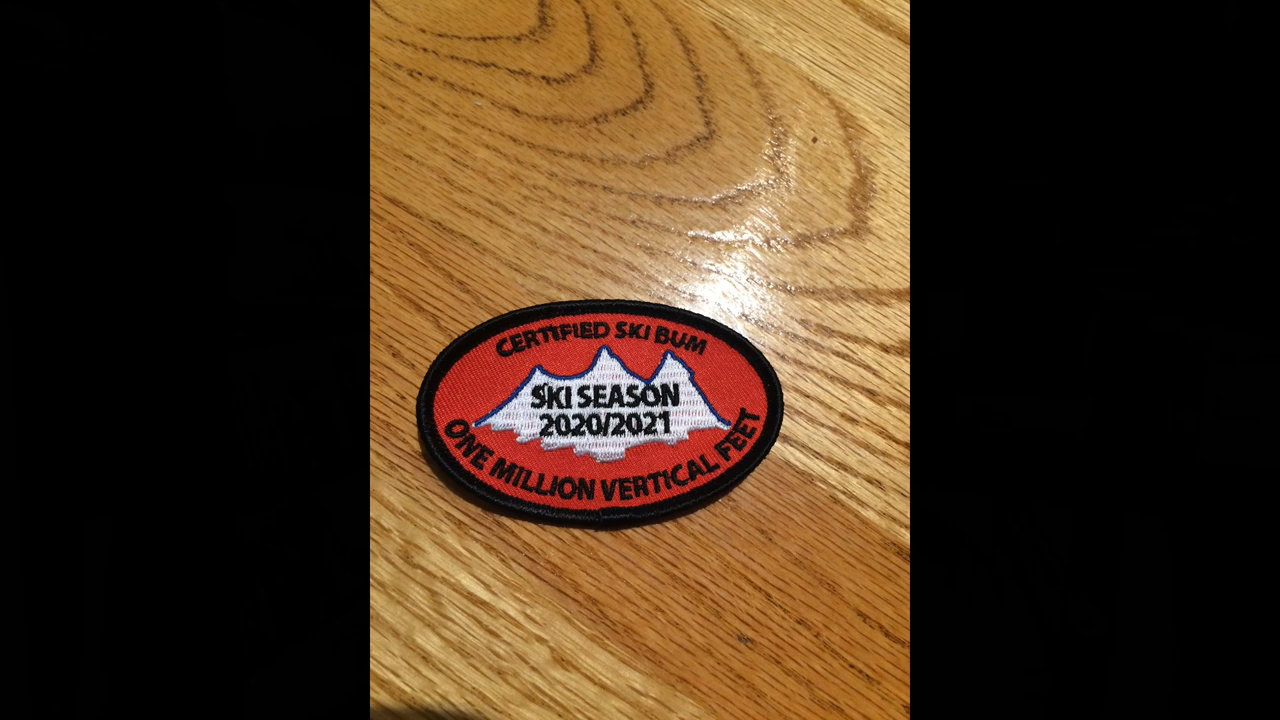 CERTIFIED SKI BUM
SKI SEASON
2020/2021
ONE MILLION VERTICAL FEET